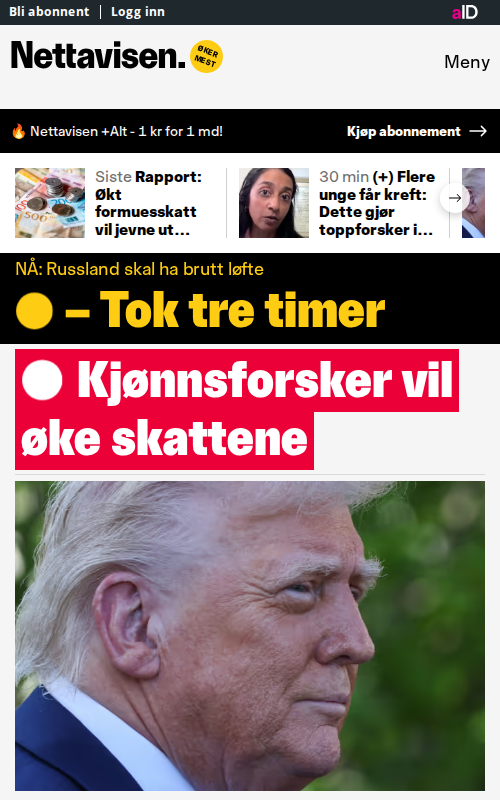 Bli abonnent
Logg inn
aID
Nettavisen.
ØKER
MEST
Meny
🔥 Nettavisen +Alt - 1 kr for 1 md!
Kjøp abonnement →
Siste Rapport:
Økt
formuesskatt
vil jevne ut...
30 min (+) Flere
unge får kreft:
Dette gjør
toppforsker i...
NÅ: Russland skal ha brutt løfte
– Tok tre timer
Kjønnsforsker vil
øke skattene